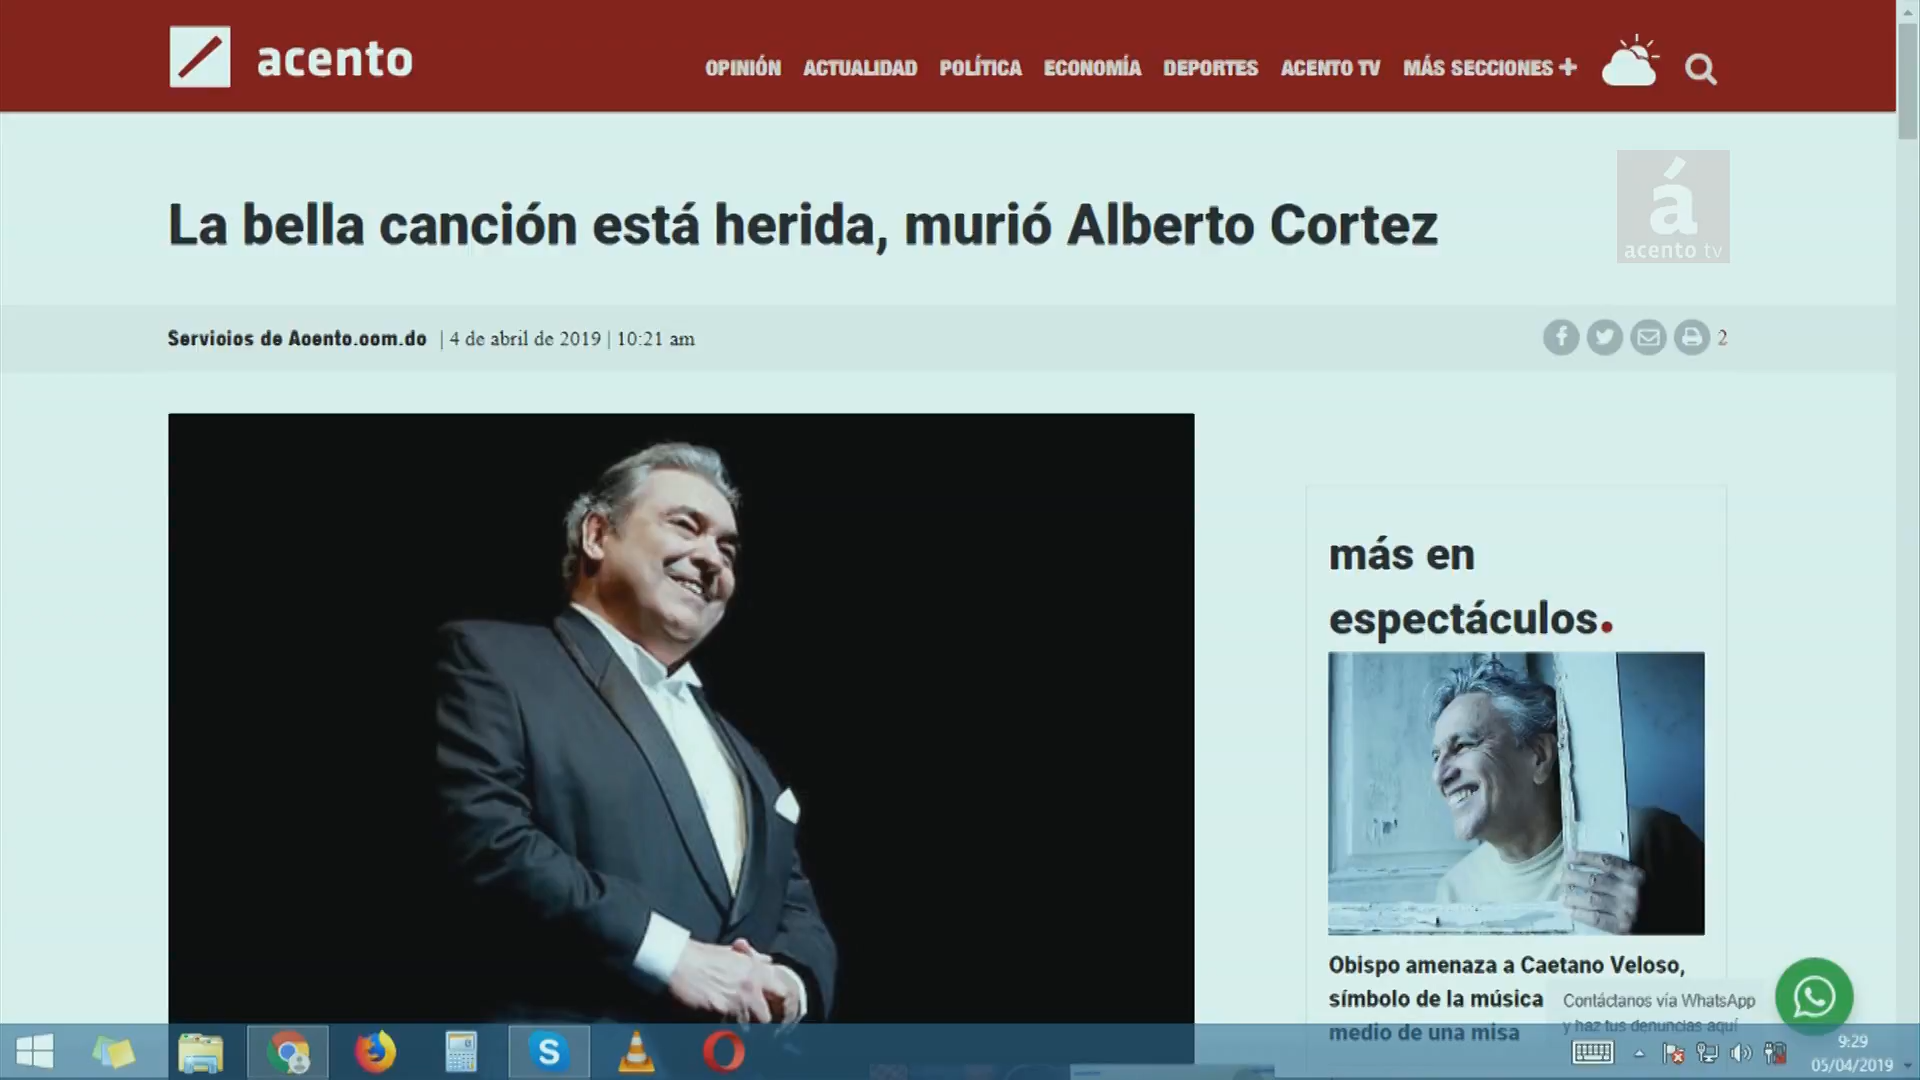 acento
OPINIÓN ACTUALIDAD POLÍTICA ECONOMÍA DEPORTES ACENTO TV MÁS SECCIONES +
á
acento tv
La bella canción está herida, murió Alberto Cortez
Servicios de Acento.com.do | 4 de abril de 2019 | 10:21 am
2
más en
espectáculos.
Obispo amenaza a Caetano Veloso,
símbolo de la música
medio de una misa
Contáctanos vía WhatsApp
y haz tus denuncias aquí
S
9:29
05/04/2019